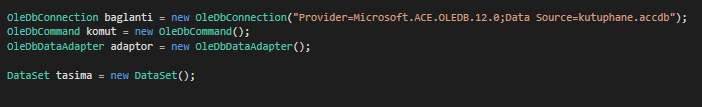 OleDbConnection baglanti = new OleDbConnection("Provider=Microsoft.ACE.OLEDB.12.0;Data Source=kutuphane.accdb");
OleDbCommand komut = new OleDbCommand();
OleDbDataAdapter adaptor = new OleDbDataAdapter();
DataSet tasima = new DataSet();